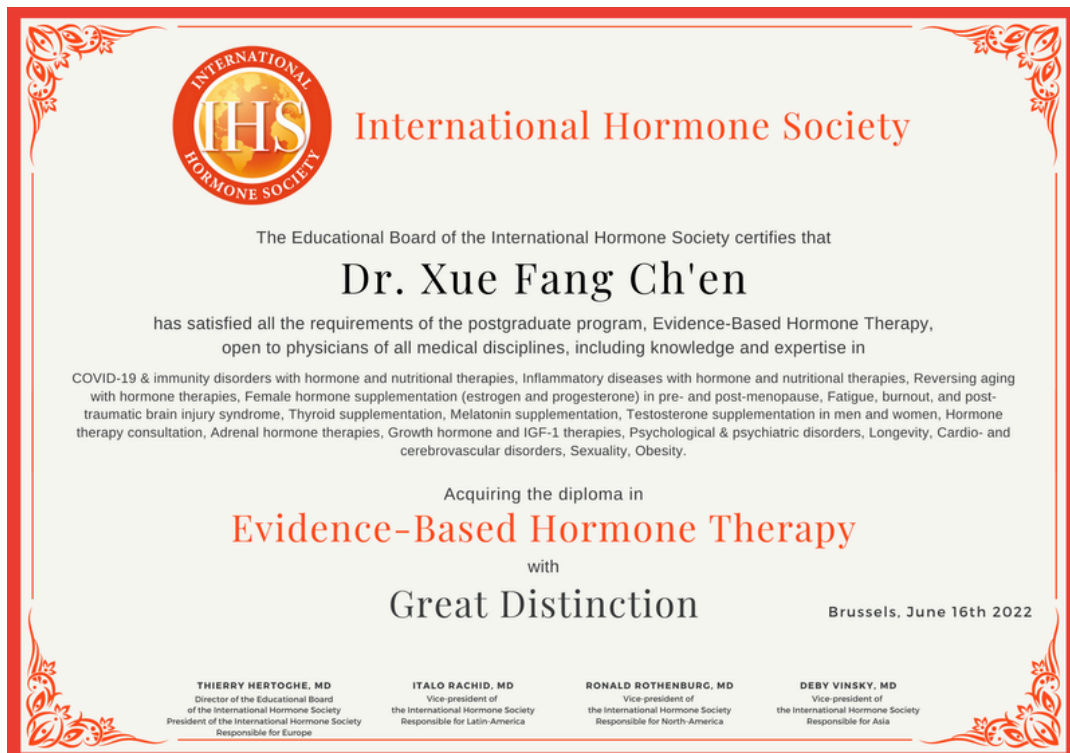 INTERNATIONAL
IHS
HORMONE SOCIETY
International Hormone Society
The Educational Board of the International Hormone Society certifies that
Dr. Xue Fang Ch'en
has satisfied all the requirements of the postgraduate program, Evidence-Based Hormone Therapy,
open to physicians of all medical disciplines, including knowledge and expertise in
COVID-19 & immunity disorders with hormone and nutritional therapies, Inflammatory diseases with hormone and nutritional therapies, Reversing aging
with hormone therapies, Female hormone supplementation (estrogen and progesterone) in pre- and post-menopause, Fatigue, burnout, and post-
traumatic brain injury syndrome, Thyroid supplementation, Melatonin supplementation, Testosterone supplementation in men and women, Hormone
therapy consultation, Adrenal hormone therapies, Growth hormone and IGF-1 therapies, Psychological & psychiatric disorders, Longevity, Cardio- and
cerebrovascular disorders, Sexuality, Obesity.
Acquiring the diploma in
Evidence-Based Hormone Therapy
with
Great Distinction
Brussels, June 16th 2022
THIERRY HERTOGHE, MD
Director of the Educational Board
of the International Hormone Society
President of the International Hormone Society
Responsible for Europe
ITALO RACHID, MD
Vice-president of
the International Hormone Society
Responsible for Latin-America
RONALD ROTHENBURG, MD
Vice-president of
the International Hormone Society
Responsible for North-America
DEBY VINSKY, MD
Vice-president of
the International Hormone Society
Responsible for Asia